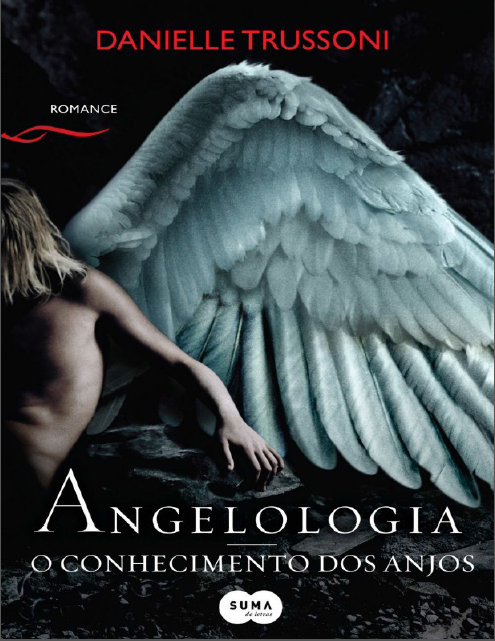 DANIELLE TRUSSONI
ROMANCE
ANGELOLOGIA
O CONHECIMENTO DOS ANJOS
SUMA
de letras